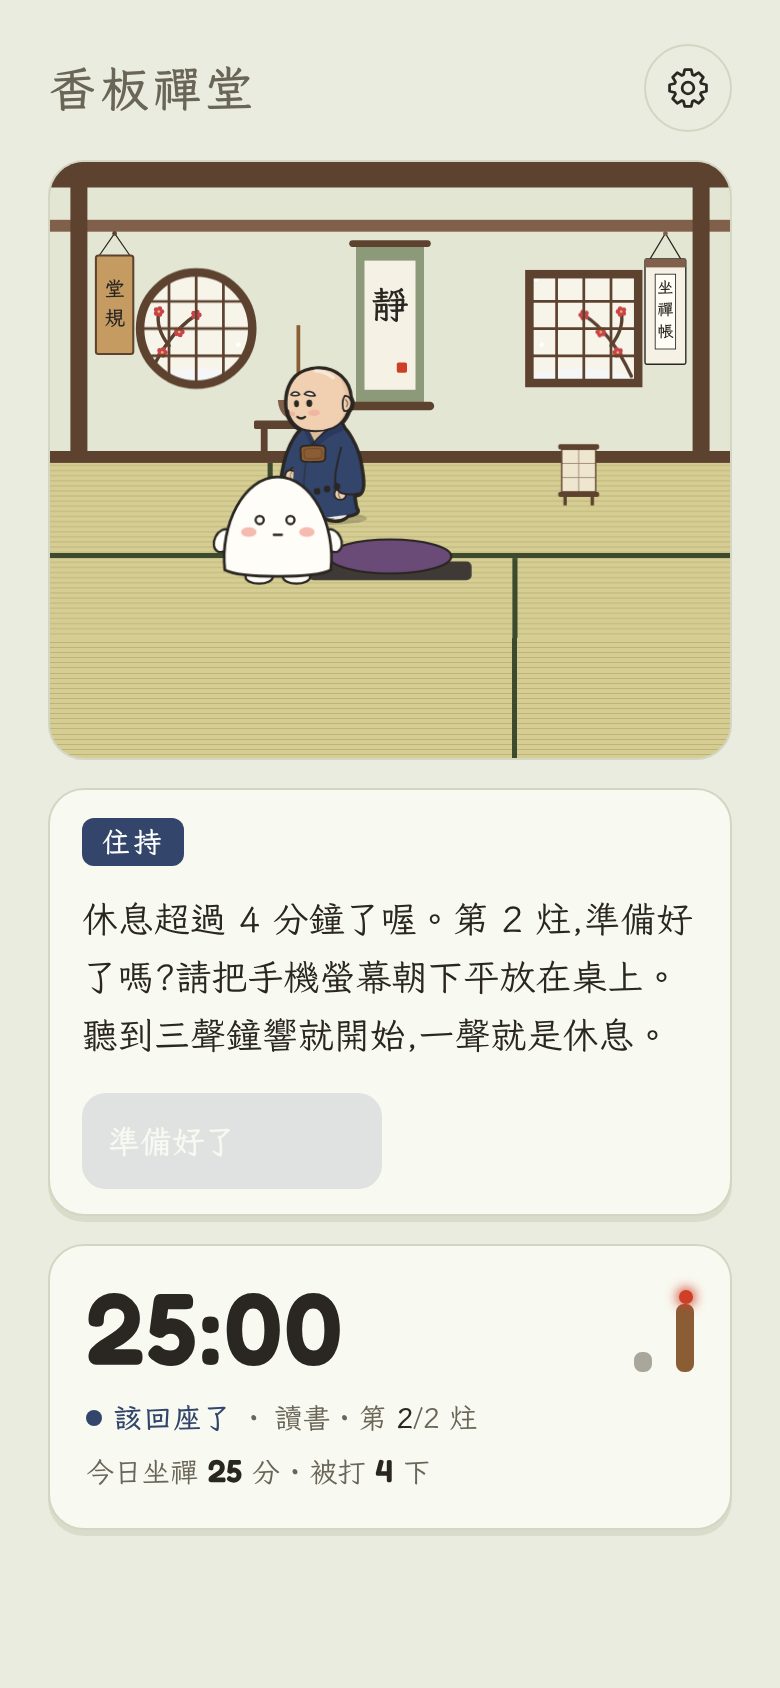 香板禪堂
堂規
靜
坐禪帳
住持
休息超過 4 分鐘了喔。第 2 炷,準備好
了嗎?請把手機螢幕朝下平放在桌上。
聽到三聲鐘響就開始,一聲就是休息。
準備好了
25:00
該回座了 · 讀書·第 2/2 炷
今日坐禪 25 分·被打 4 下